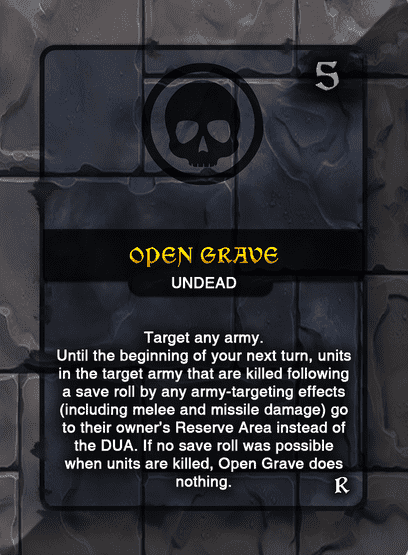 5
OPEN GRAVE
UNDEAD
Target any army.
Until the beginning of your next turn, units
in the target army that are killed following
a save roll by any army-targeting effects
(including melee and missile damage) go
to their owner's Reserve Area instead of
the DUA. If no save roll was possible
when units are killed, Open Grave does
nothing.
R